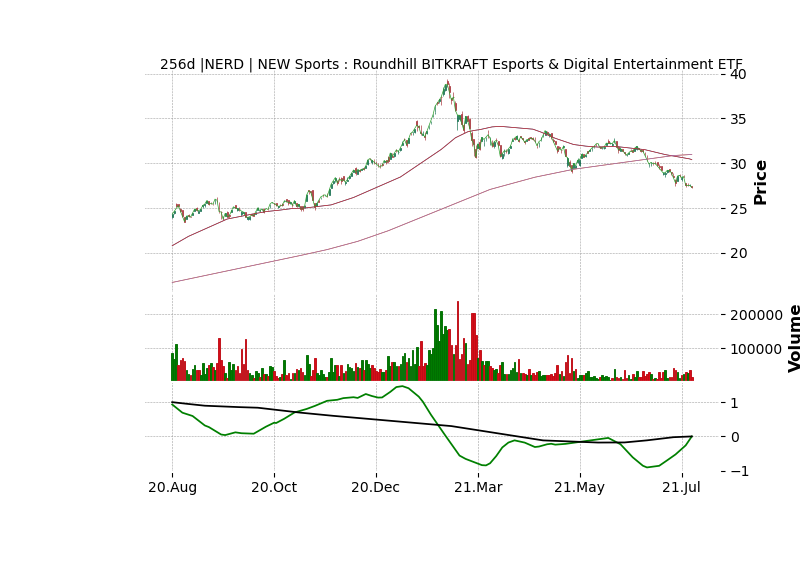 256d |NERD | NEW Sports : Roundhill BITKRAFT Esports & Digital Entertainment ETF
40
35
30
25
20
Price
200000
100000
Volume
1
0
−1
20.Aug 20.Oct 20.Dec 21.Mar 21.May 21.Jul